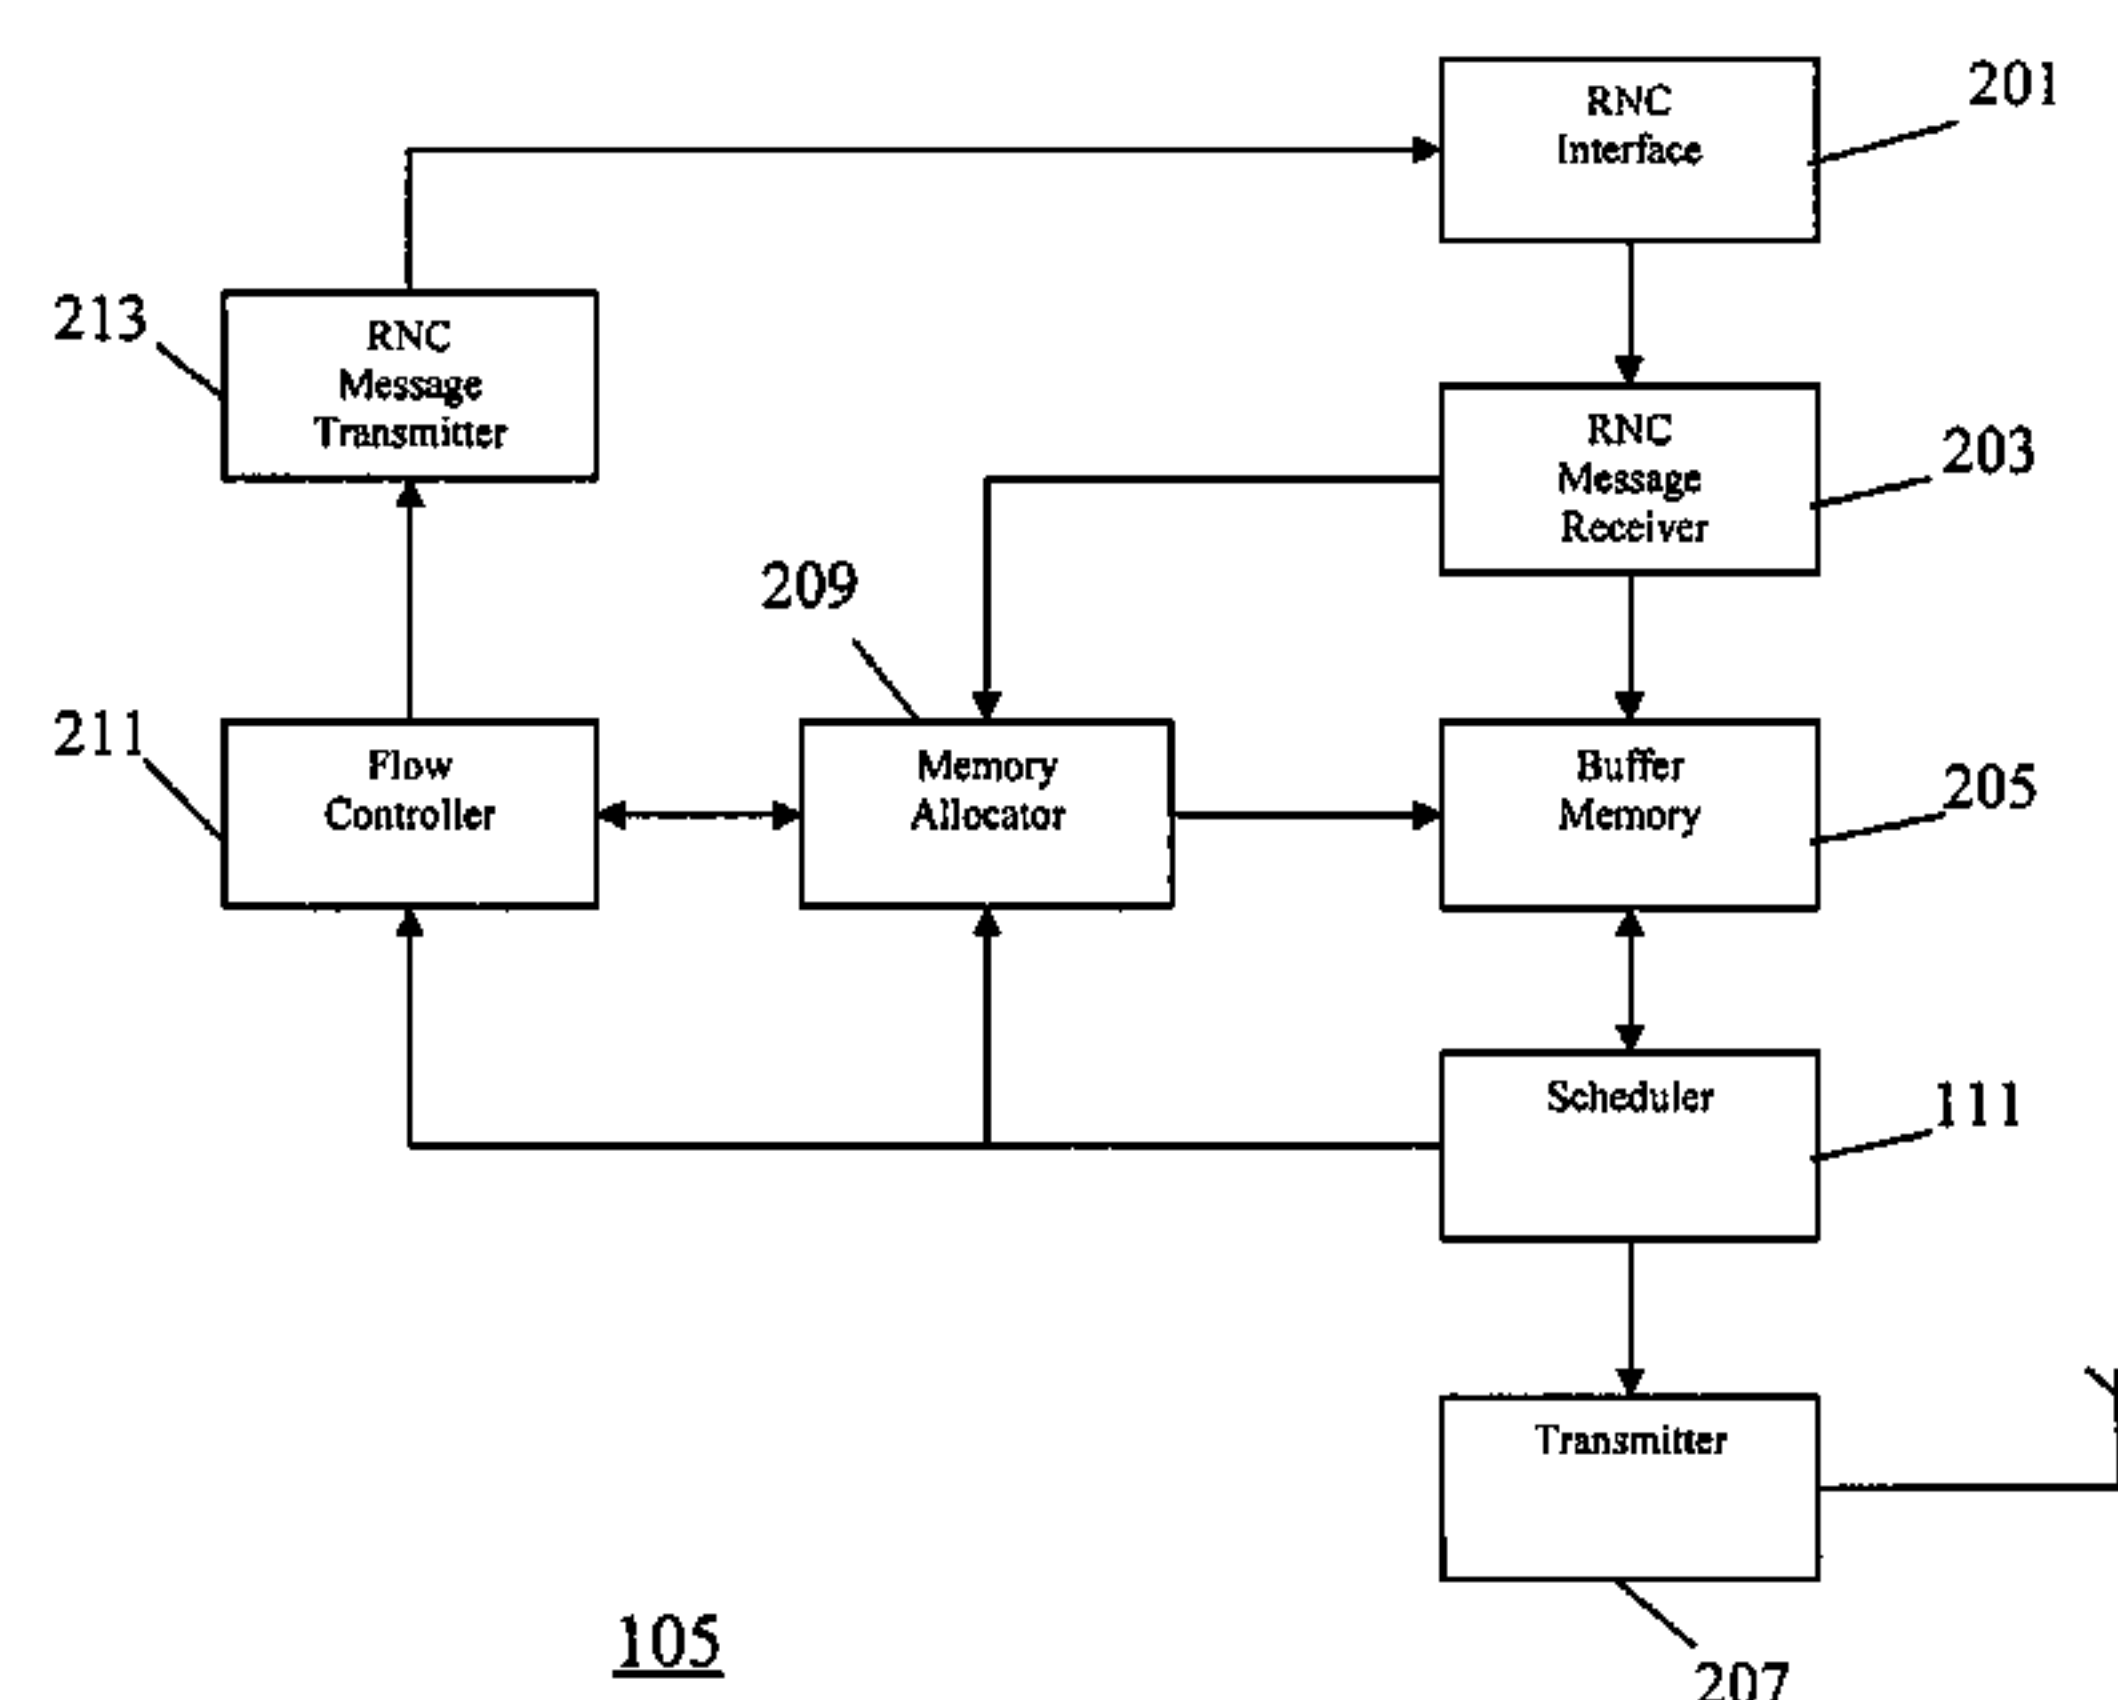 RNC
Interface
201
213
RNC
Message
Transmitter
RNC
Message
Receiver
203
209
211
Flow
Controller
Memory
Allocator
Buffer
Memory
205
Scheduler
111
Transmitter
105
207